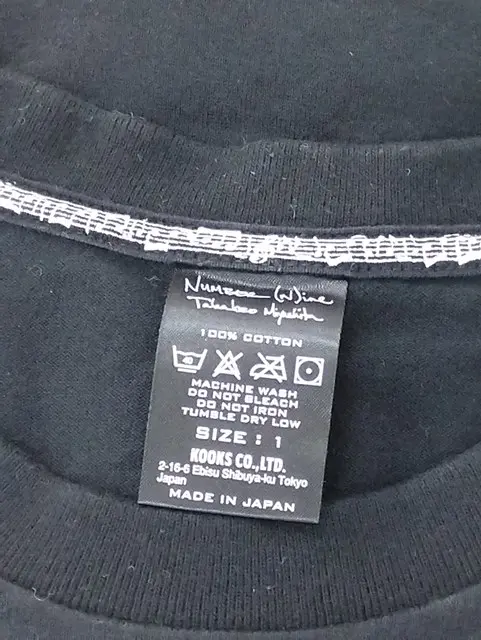 NUMBER (N)ine
Takahiro Miyashita
100% COTTON
40
MACHINE WASH
DO NOT BLEACH
DO NOT IRON
TUMBLE DRY LOW
SIZE : 1
KOOKS CO.,LTD.
2-16-6 Ebisu Shibuya-ku Tokyo
Japan
MADE IN JAPAN